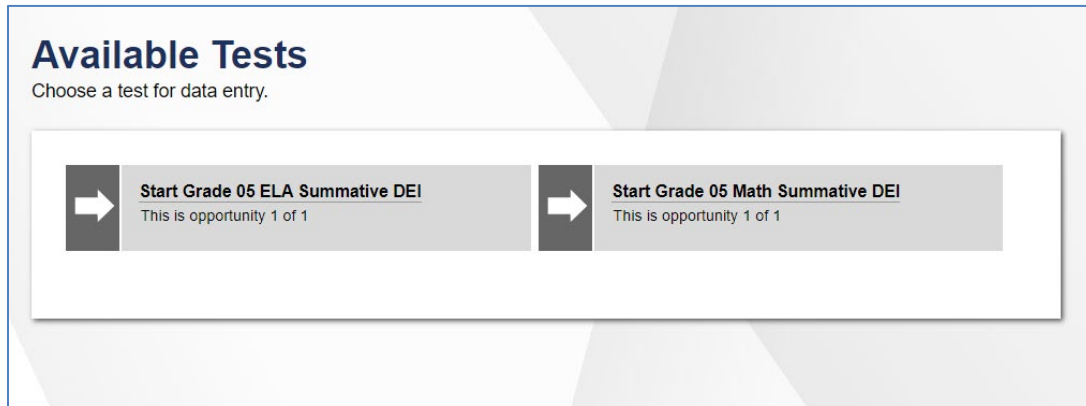 Available Tests
Choose a test for data entry.
Start Grade 05 ELA Summative DEI
This is opportunity 1 of 1
Start Grade 05 Math Summative DEI
This is opportunity 1 of 1